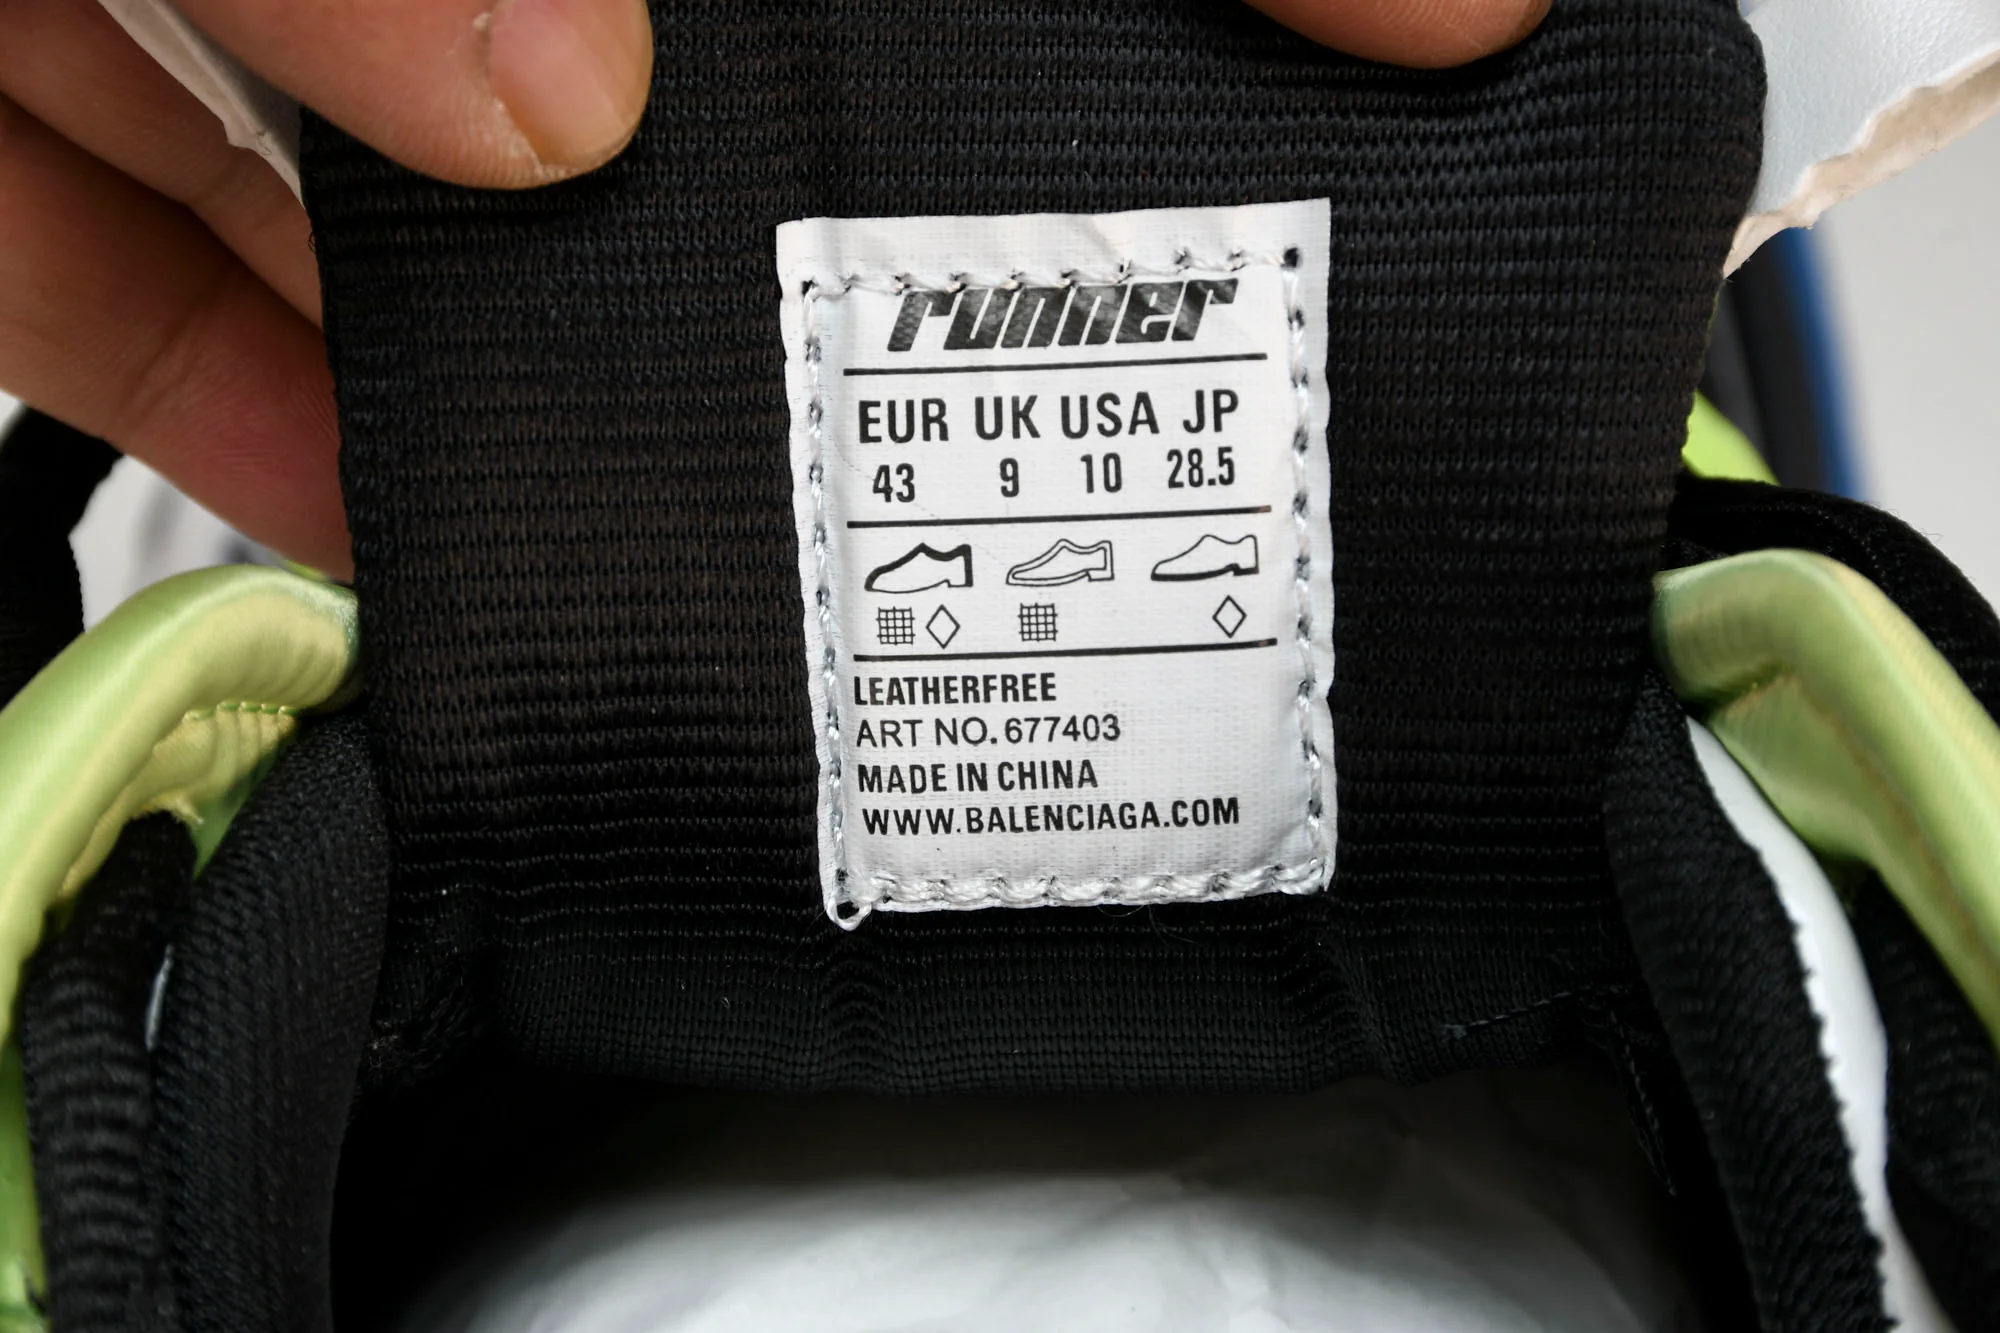 runner
EUR UK USA JP
43 9 10 28.5
LEATHERFREE
ART NO. 677403
MADE IN CHINA
WWW.BALENCIAGA.COM